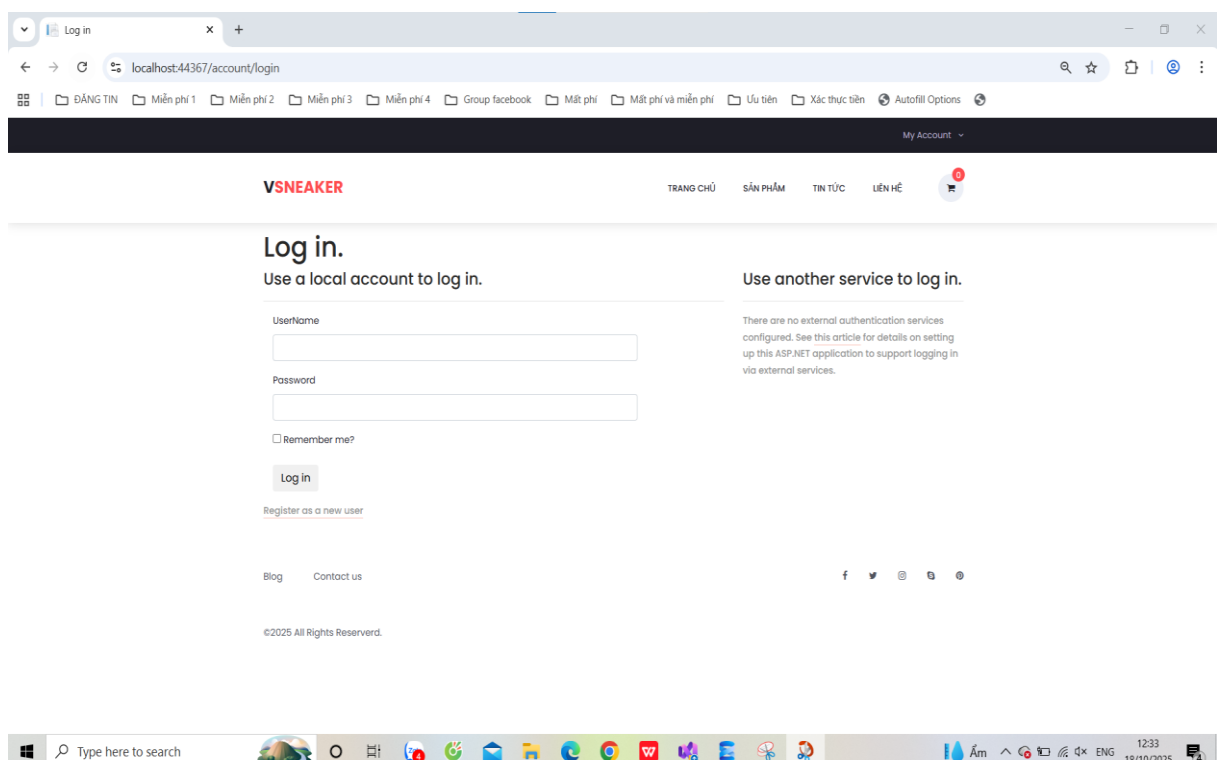 Log in
localhost:44367/account/login
ĐĂNG TIN Miễn phí 1 Miễn phí 2 Miễn phí 3 Miễn phí 4 Group facebook Mất phí Mất phí và miễn phí Ưu tiên Xác thực tiền Autofill Options
My Account
VSNEAKER TRANG CHỦ SẢN PHẨM TIN TỨC LIÊN HỆ 0
Log in.
Use a local account to log in.
UserName
Password
Remember me?
Log in
Register as a new user
Use another service to log in.
There are no external authentication services
configured. See this article for details on setting
up this ASP.NET application to support logging in
via external services.
Blog Contact us
©2025 All Rights Reserverd.
Type here to search
Ẩm ENG 12:33
19/10/2025